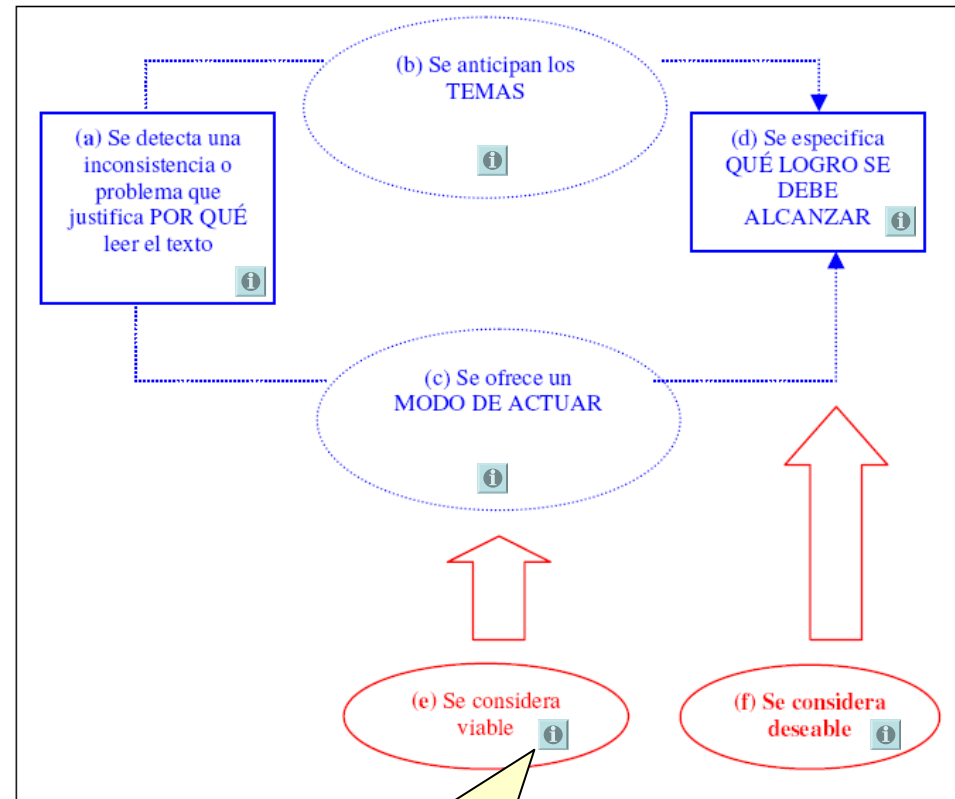 (b) Se anticipan los
TEMAS
(a) Se detecta una
inconsistencia o
problema que
justifica POR QUÉ
leer el texto
(d) Se especifica
QUÉ LOGRO SE
DEBE
ALCANZAR
(c) Se ofrece un
MODO DE ACTUAR
(e) Se considera
viable
(f) Se considera
deseable